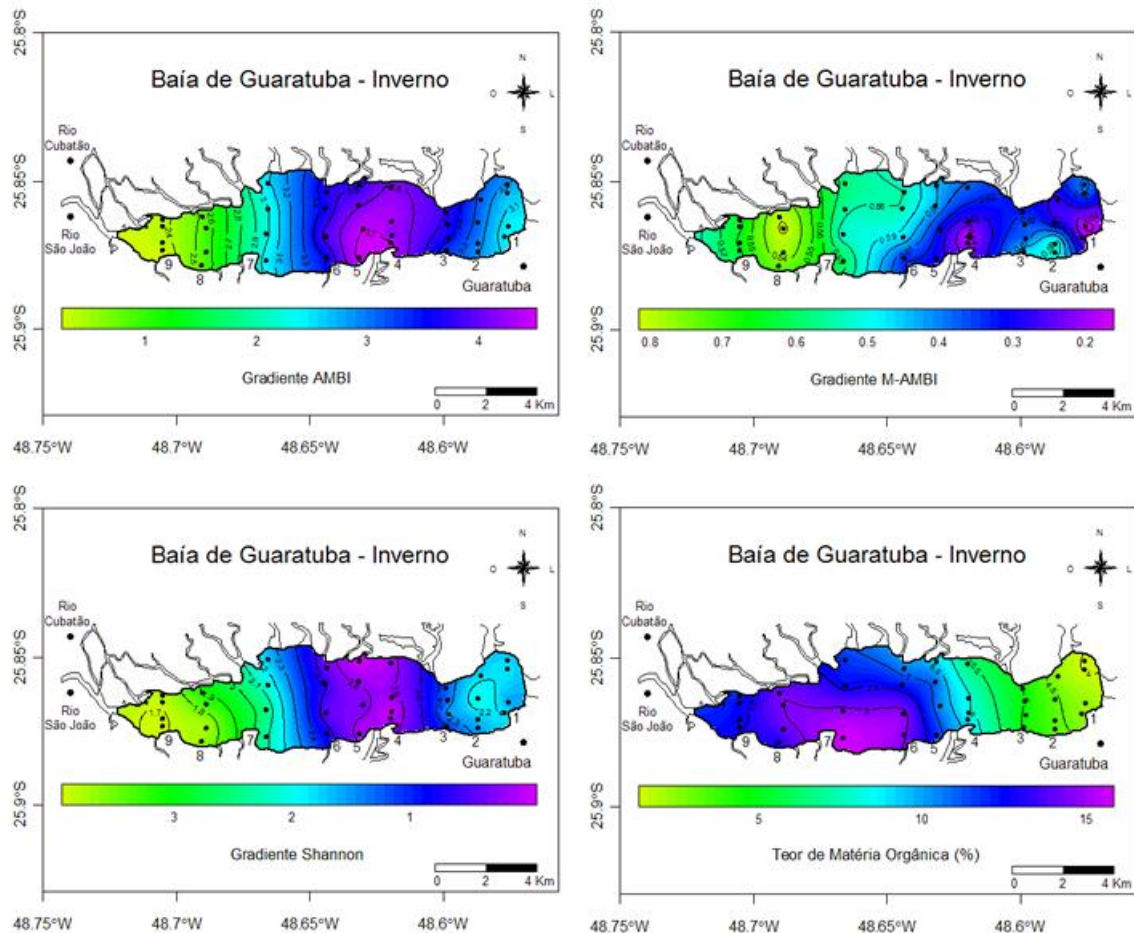 25.8°S
Baía de Guaratuba - Inverno
N
O L
S
Rio
Cubatão
25.85°S
Rio
São João
9 8 7 6 5 4 3 2 1
Guaratuba
25.9°S
1 2 3 4
Gradiente AMBI
0 2 4 Km
48.75°W 48.7°W 48.65°W 48.6°W
25.8°S
Baía de Guaratuba - Inverno
N
O L
S
Rio
Cubatão
25.85°S
Rio
São João
9 8 7 6 5 4 3 2 1
Guaratuba
25.9°S
0.8 0.7 0.6 0.5 0.4 0.3 0.2
Gradiente M-AMBI
0 2 4 Km
48.75°W 48.7°W 48.65°W 48.6°W
25.8°S
Baía de Guaratuba - Inverno
N
O L
S
Rio
Cubatão
25.85°S
Rio
São João
9 8 7 6 5 4 3 2 1
Guaratuba
25.9°S
3 2 1
Gradiente Shannon
0 2 4 Km
48.75°W 48.7°W 48.65°W 48.6°W
25.8°S
Baía de Guaratuba - Inverno
N
O L
S
Rio
Cubatão
25.85°S
Rio
São João
9 8 7 6 5 4 3 2 1
Guaratuba
25.9°S
5 10 15
Teor de Matéria Orgânica (%)
0 2 4 Km
48.75°W 48.7°W 48.65°W 48.6°W